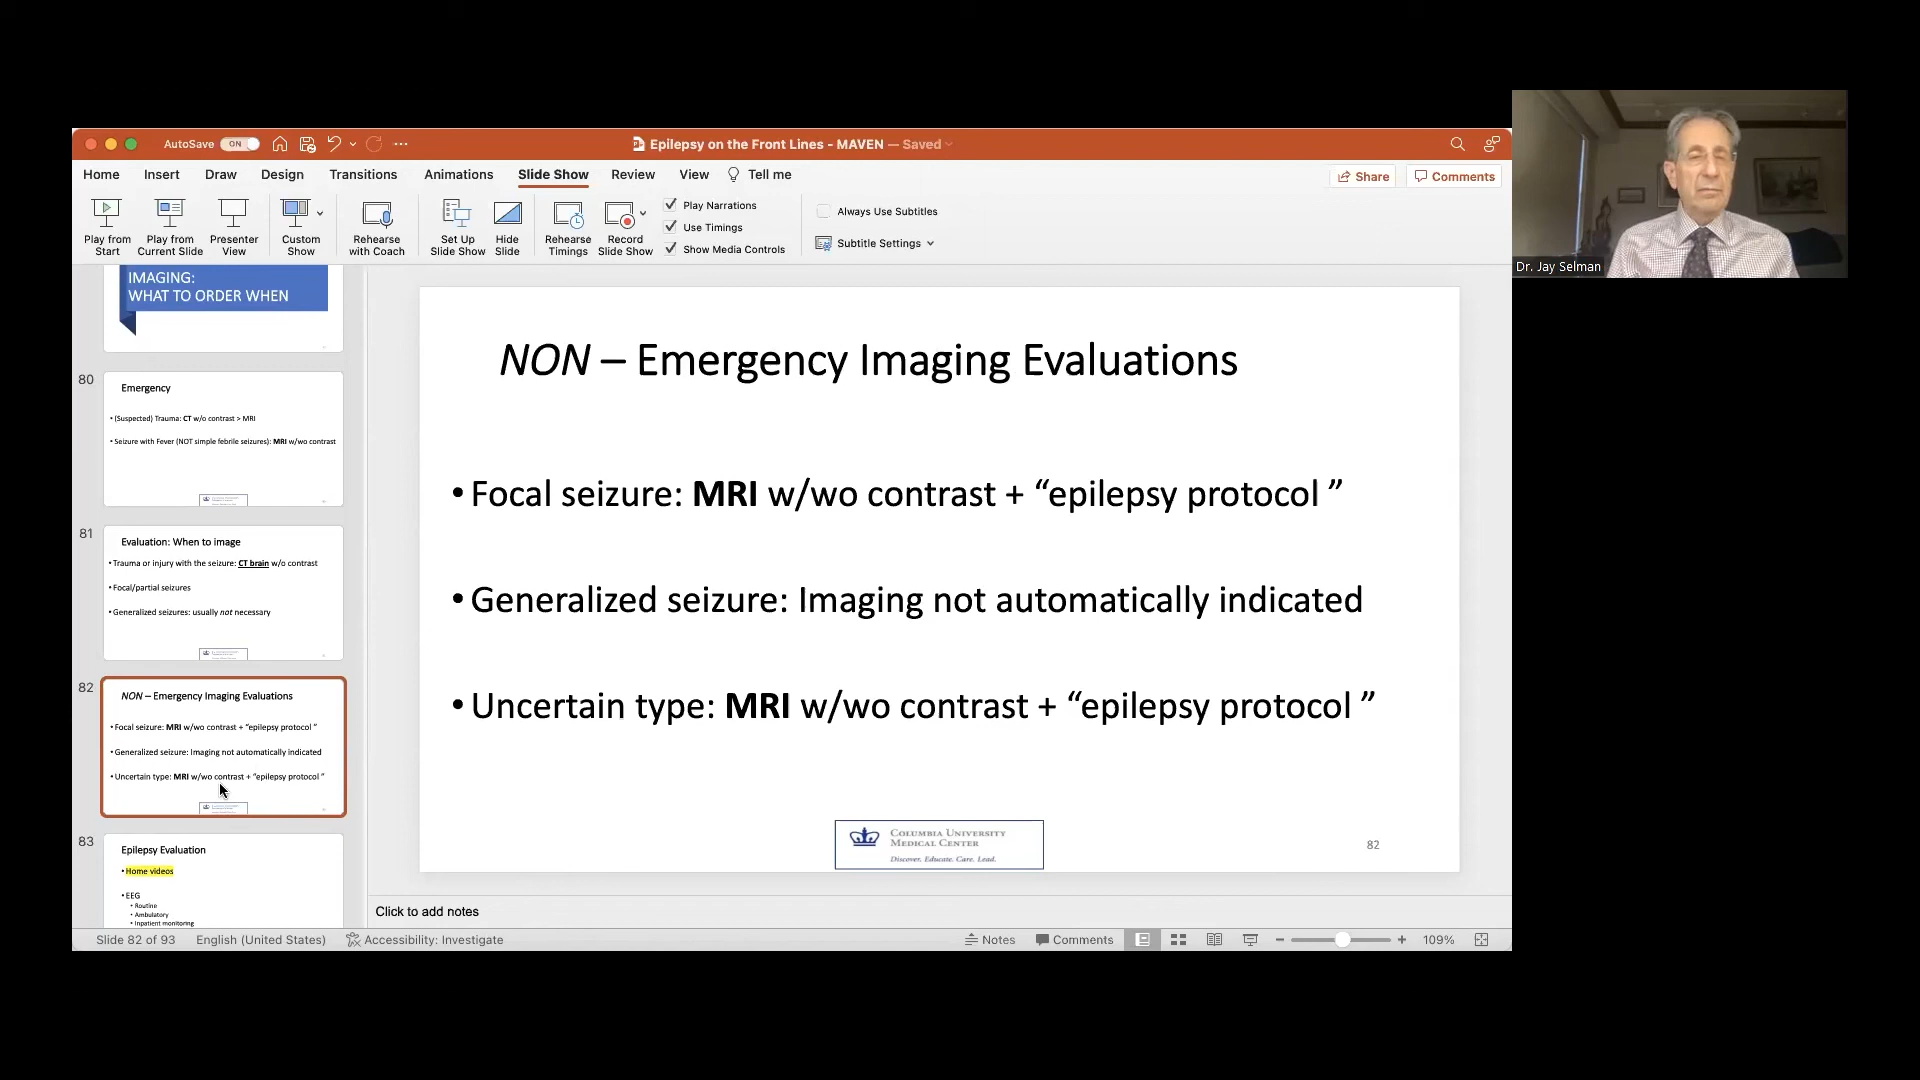 AutoSave ON Epilepsy on the Front Lines - MAVEN — Saved
Home Insert Draw Design Transitions Animations Slide Show Review View Tell me Share Comments
Play from Start
Play from Current Slide
Presenter View
Custom Show
Rehearse with Coach
Set Up Slide Show
Hide Slide
Rehearse Timings
Record Slide Show
Play Narrations
Use Timings
Show Media Controls
Always Use Subtitles
Subtitle Settings
Dr. Jay Selman
IMAGING:
WHAT TO ORDER WHEN
80
Emergency
• (Suspected) Trauma: CT w/o contrast > MRI
• Seizure with Fever (NOT simple febrile seizures): MRI w/wo contrast
81
Evaluation: When to image
• Trauma or injury with the seizure: CT brain w/o contrast
• Focal/partial seizures
• Generalized seizures: usually not necessary
82
NON – Emergency Imaging Evaluations
• Focal seizure: MRI w/wo contrast + “epilepsy protocol ”
• Generalized seizure: Imaging not automatically indicated
• Uncertain type: MRI w/wo contrast + “epilepsy protocol ”
83
Epilepsy Evaluation
• Home videos
• EEG
• Routine
• Ambulatory
• Inpatient monitoring
NON – Emergency Imaging Evaluations
• Focal seizure: MRI w/wo contrast + “epilepsy protocol ”
• Generalized seizure: Imaging not automatically indicated
• Uncertain type: MRI w/wo contrast + “epilepsy protocol ”
COLUMBIA UNIVERSITY
MEDICAL CENTER
Discover. Educate. Care. Lead.
82
Click to add notes
Slide 82 of 93 English (United States) Accessibility: Investigate Notes Comments 109%